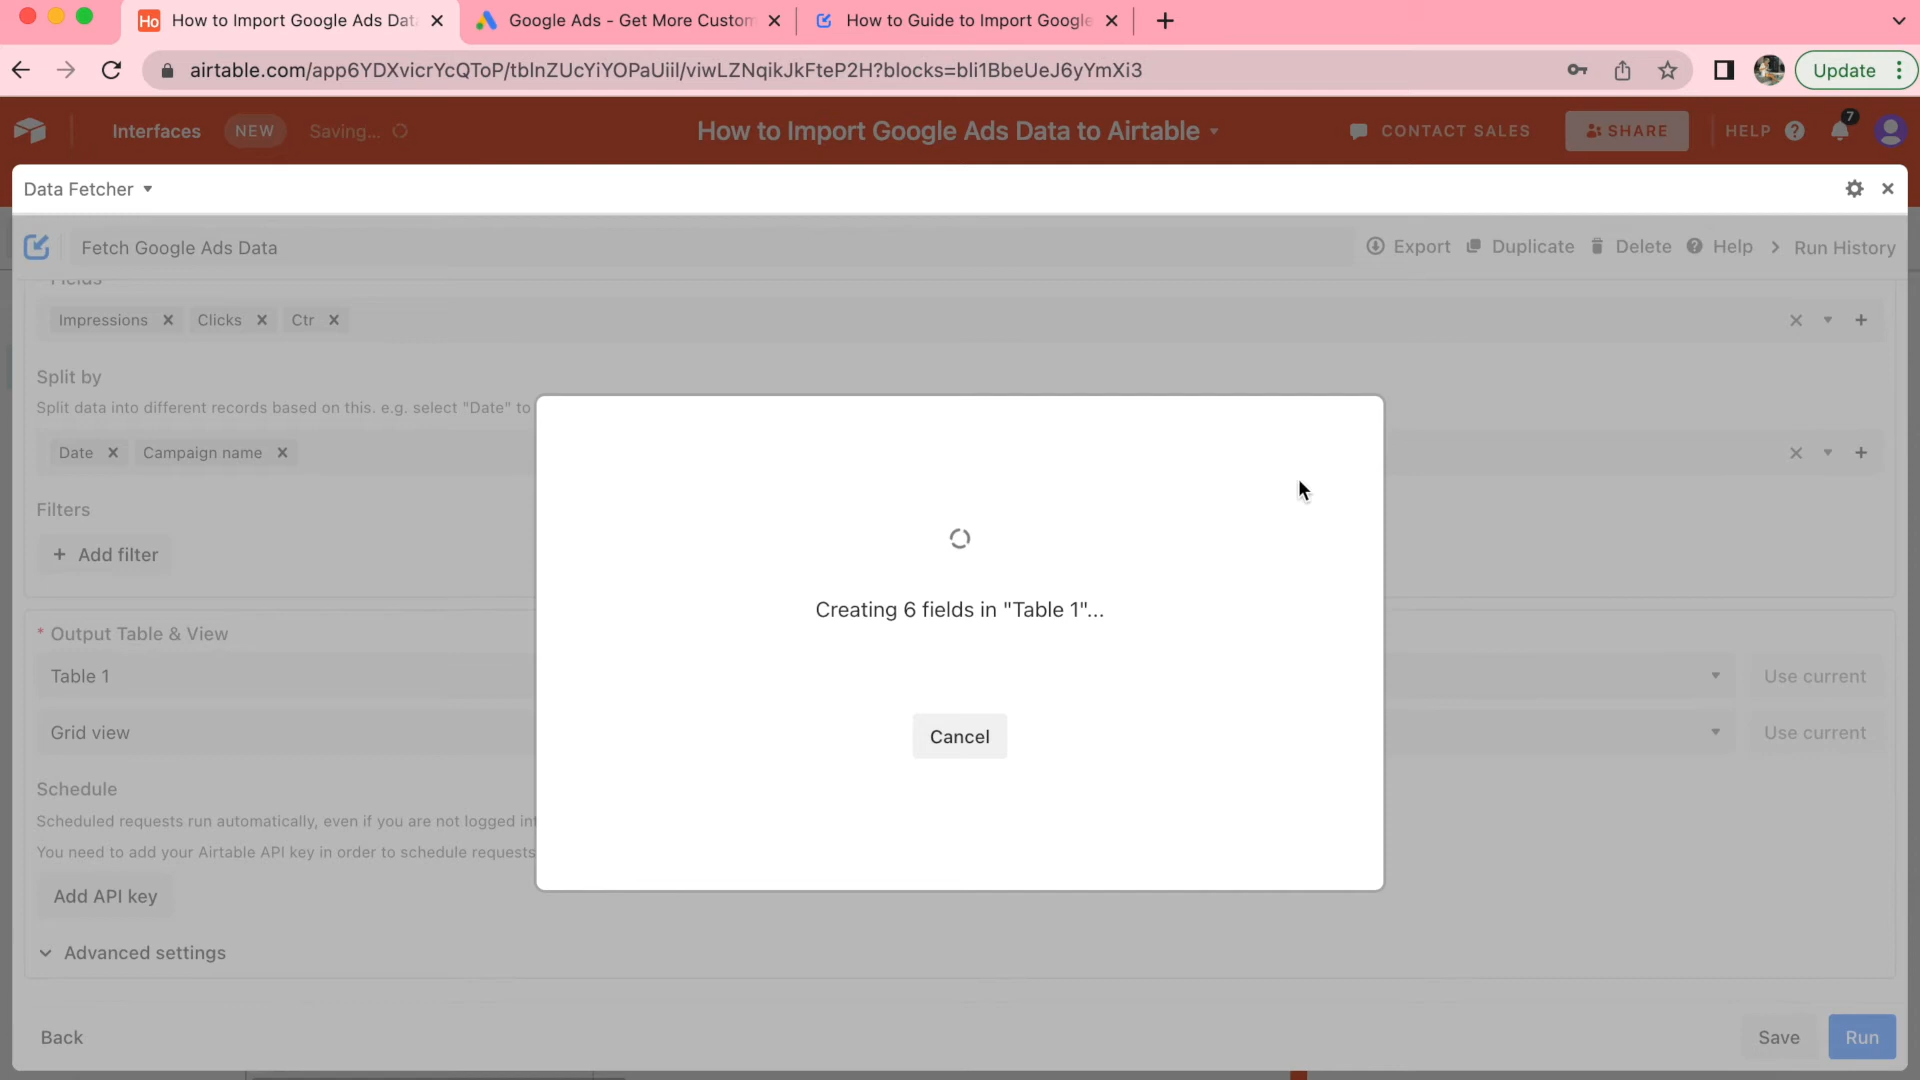 Ho How to Import Google Ads Dat
Google Ads - Get More Custom
How to Guide to Import Google
airtable.com/app6YDXvicrYcQToP/tblnZUcYiYOPaUiil/viwLZNqikJkFteP2H?blocks=bli1BbeUeJ6yYmXi3
Update
Interfaces NEW Saving...
How to Import Google Ads Data to Airtable
CONTACT SALES
SHARE
HELP
7
Data Fetcher
Fetch Google Ads Data
Export Duplicate Delete Help Run History
Fields
Impressions Clicks Ctr
Split by
Split data into different records based on this. e.g. select "Date" to
Date Campaign name
Filters
+ Add filter
Creating 6 fields in "Table 1"...
Cancel
* Output Table & View
Table 1
Use current
Grid view
Use current
Schedule
Scheduled requests run automatically, even if you are not logged int
You need to add your Airtable API key in order to schedule requests
Add API key
Advanced settings
Back
Save
Run